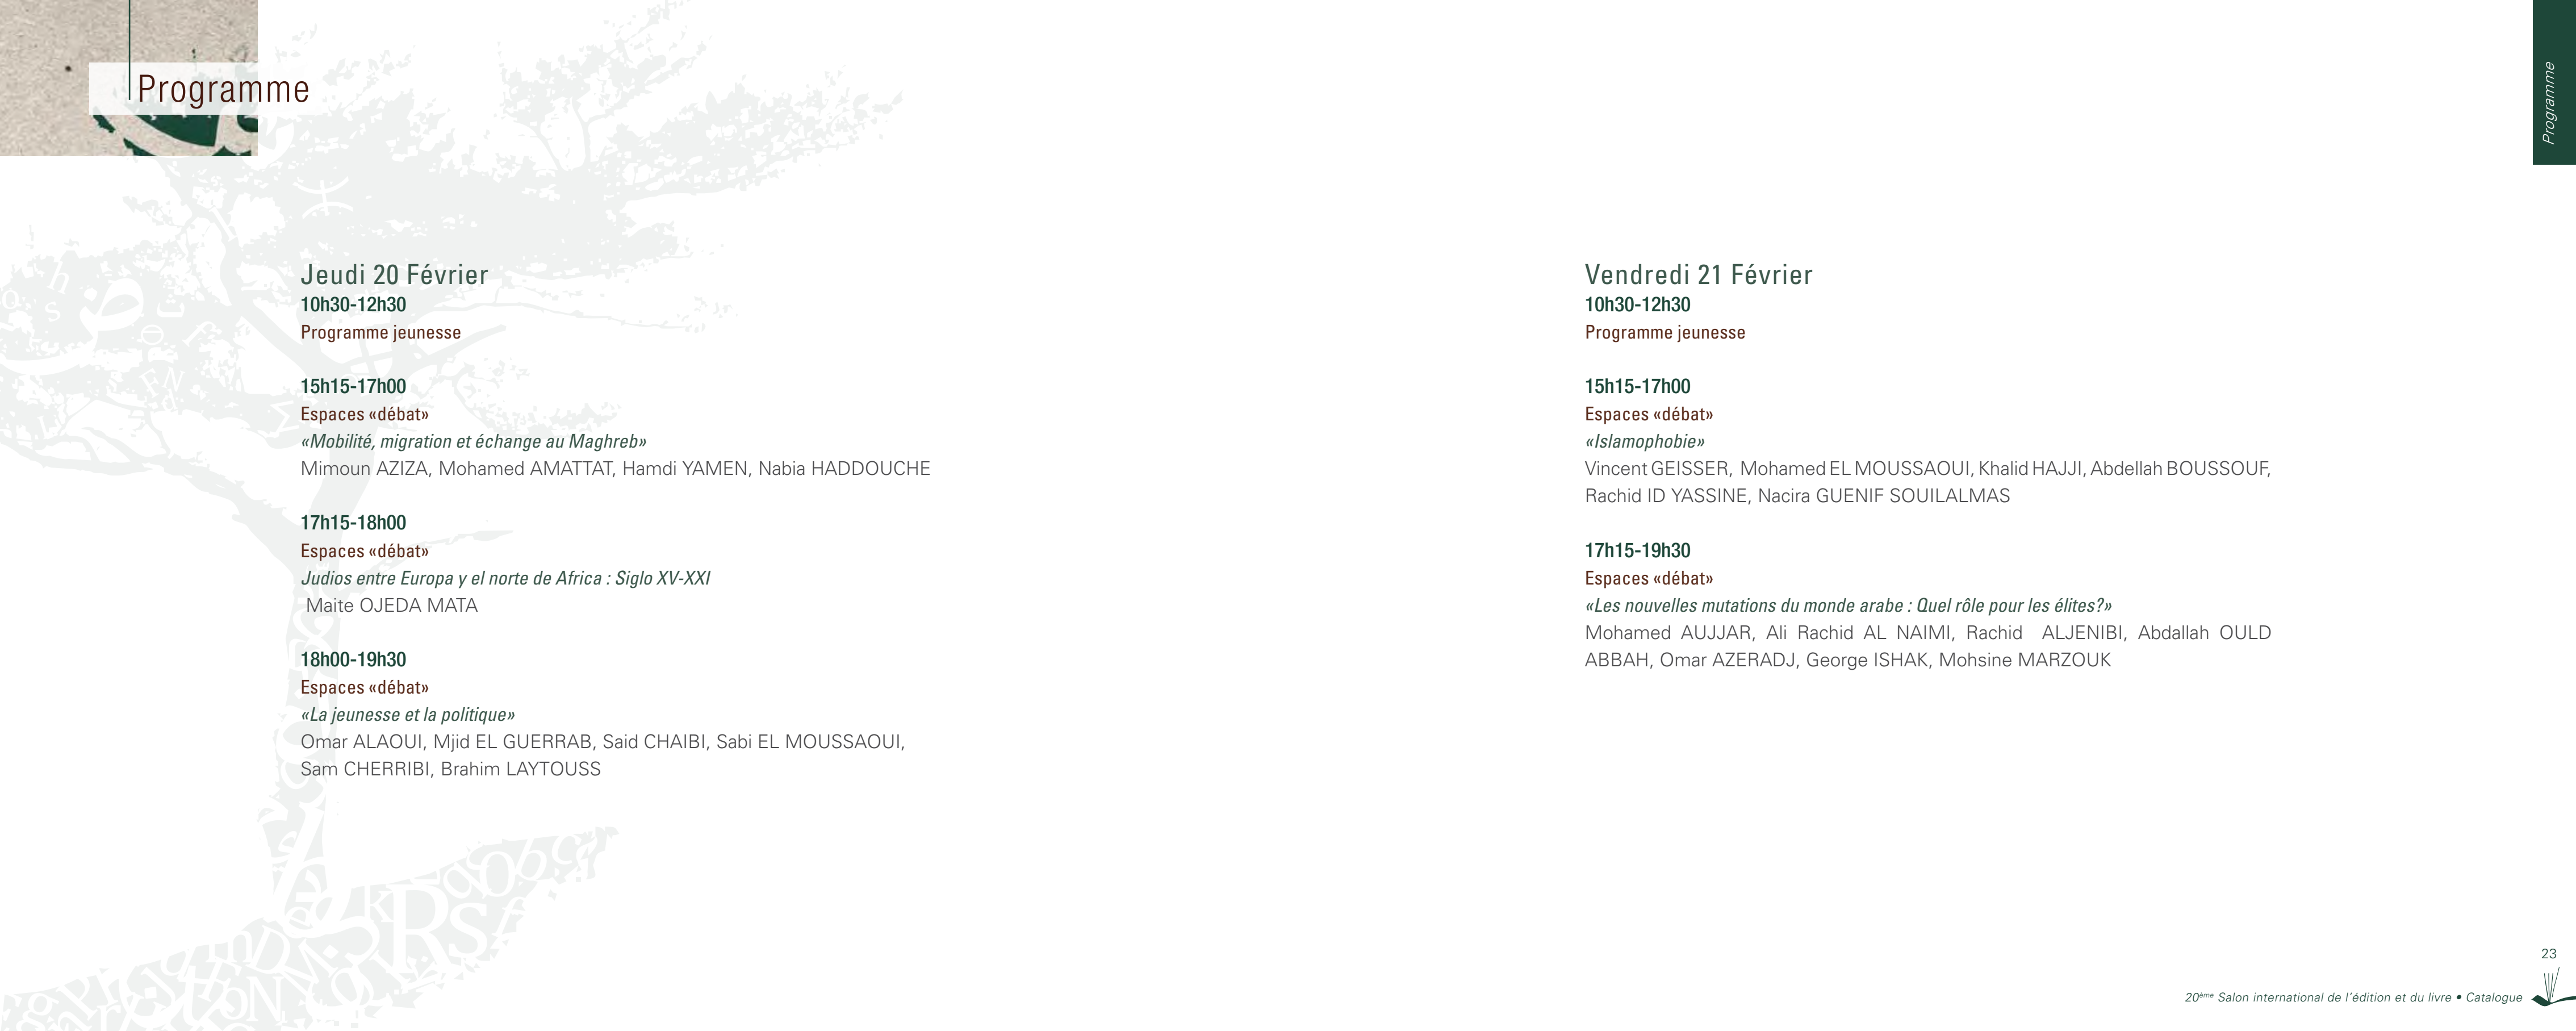 Programme
Programme
Jeudi 20 Février
10h30-12h30
Programme jeunesse
15h15-17h00
Espaces «débat»
«Mobilité, migration et échange au Maghreb»
Mimoun AZIZA, Mohamed AMATTAT, Hamdi YAMEN, Nabia HADDOUCHE
17h15-18h00
Espaces «débat»
Judios entre Europa y el norte de Africa : Siglo XV-XXI
Maite OJEDA MATA
18h00-19h30
Espaces «débat»
«La jeunesse et la politique»
Omar ALAOUI, Mjid EL GUERRAB, Said CHAIBI, Sabi EL MOUSSAOUI,
Sam CHERRIBI, Brahim LAYTOUSS
Vendredi 21 Février
10h30-12h30
Programme jeunesse
15h15-17h00
Espaces «débat»
«Islamophobie»
Vincent GEISSER, Mohamed EL MOUSSAOUI, Khalid HAJJI, Abdellah BOUSSOUF,
Rachid ID YASSINE, Nacira GUENIF SOUILALMAS
17h15-19h30
Espaces «débat»
«Les nouvelles mutations du monde arabe : Quel rôle pour les élites?»
Mohamed AUJJAR, Ali Rachid AL NAIMI, Rachid ALJENIBI, Abdallah OULD
ABBAH, Omar AZERADJ, George ISHAK, Mohsine MARZOUK
23
20ème Salon international de l'édition et du livre • Catalogue